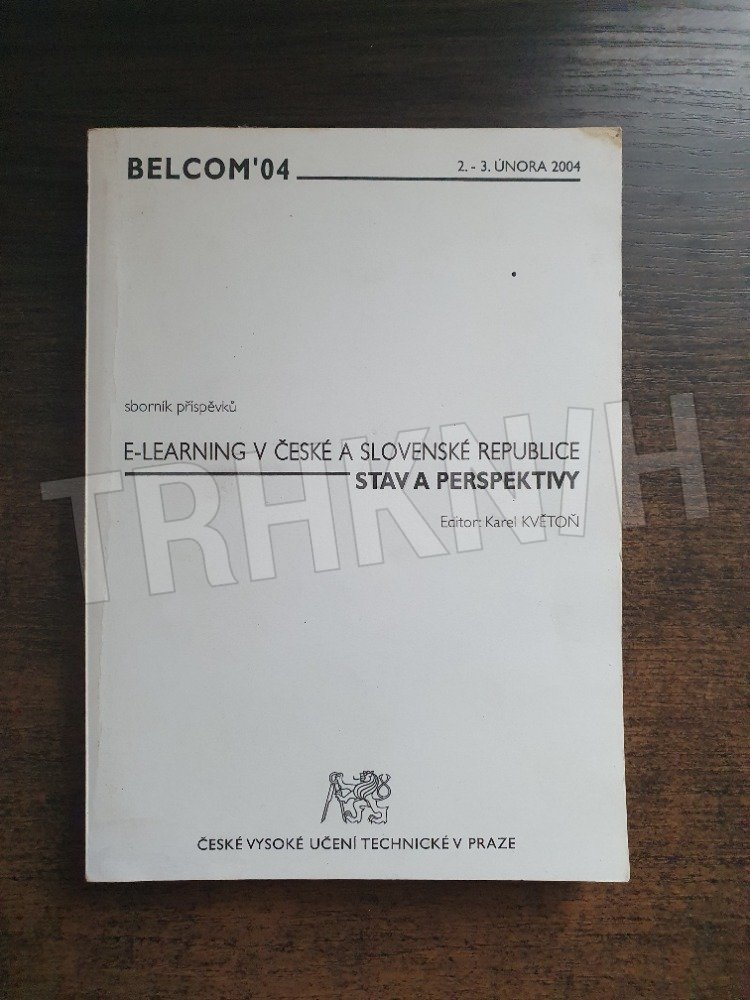 BELCOM'04
2. - 3. ÚNORA 2004
sborník příspěvků
E-LEARNING V ČESKÉ A SLOVENSKÉ REPUBLICE
STAV A PERSPEKTIVY
Editor: Karel KVĚTOŇ
TRHKNIH
ČESKÉ VYSOKÉ UČENÍ TECHNICKÉ V PRAZE